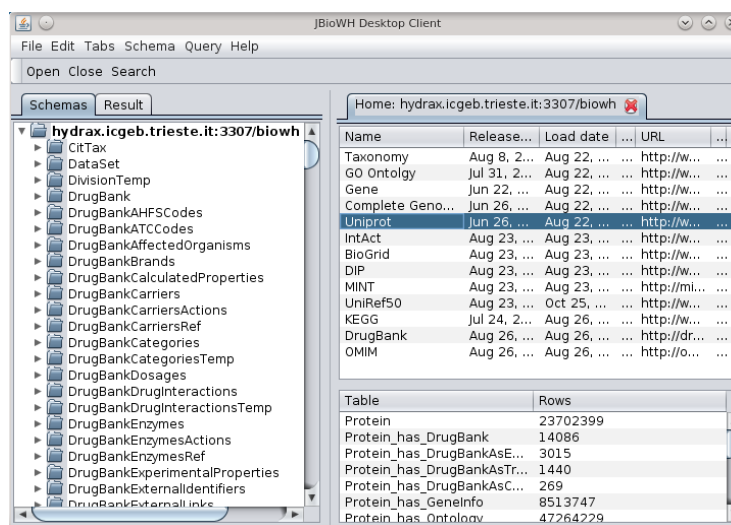 JBioWH Desktop Client
File Edit Tabs Schema Query Help
Open Close Search
Schemas Result
hydrax.icgeb.trieste.it:3307/biowh
CitTax
DataSet
DivisionTemp
DrugBank
DrugBankAHFSCodes
DrugBankATCCodes
DrugBankAffectedOrganisms
DrugBankBrands
DrugBankCalculatedProperties
DrugBankCarriers
DrugBankCarriersActions
DrugBankCarriersRef
DrugBankCategories
DrugBankCategoriesTemp
DrugBankDosages
DrugBankDrugInteractions
DrugBankDrugInteractionsTemp
DrugBankEnzymes
DrugBankEnzymesActions
DrugBankEnzymesRef
DrugBankExperimentalProperties
DrugBankExternalIdentifiers
DrugBankExternalLinks
Home: hydrax.icgeb.trieste.it:3307/biowh
Name Release... Load date ... URL ...
Taxonomy Aug 8, 2... Aug 22, ... ... http://w... ...
GO Ontolgy Jul 31, 2... Aug 22, ... ... http://w... ...
Gene Jun 22, ... Aug 22, ... ... http://w... ...
Complete Geno... Jun 26, ... Aug 22, ... ... http://w... ...
Uniprot Jun 26, ... Aug 22, ... ... http://w... ...
IntAct Aug 23, ... Aug 23, ... ... http://w... ...
BioGrid Aug 23, ... Aug 23, ... ... http://w... ...
DIP Aug 23, ... Aug 23, ... ... http://w... ...
MINT Aug 23, ... Aug 23, ... ... http://mi... ...
UniRef50 Aug 23, ... Oct 25, ... ... http://w... ...
KEGG Jul 24, 2... Aug 26, ... ... http://w... ...
DrugBank Aug 26, ... Aug 26, ... ... http://dr... ...
OMIM Aug 26, ... Aug 26, ... ... http://o... ...
Table Rows
Protein 23702399
Protein_has_DrugBank 14086
Protein_has_DrugBankAsE... 3015
Protein_has_DrugBankAsTr... 1440
Protein_has_DrugBankAsC... 269
Protein_has_GeneInfo 8513747
Protein_has_Ontology 47264229